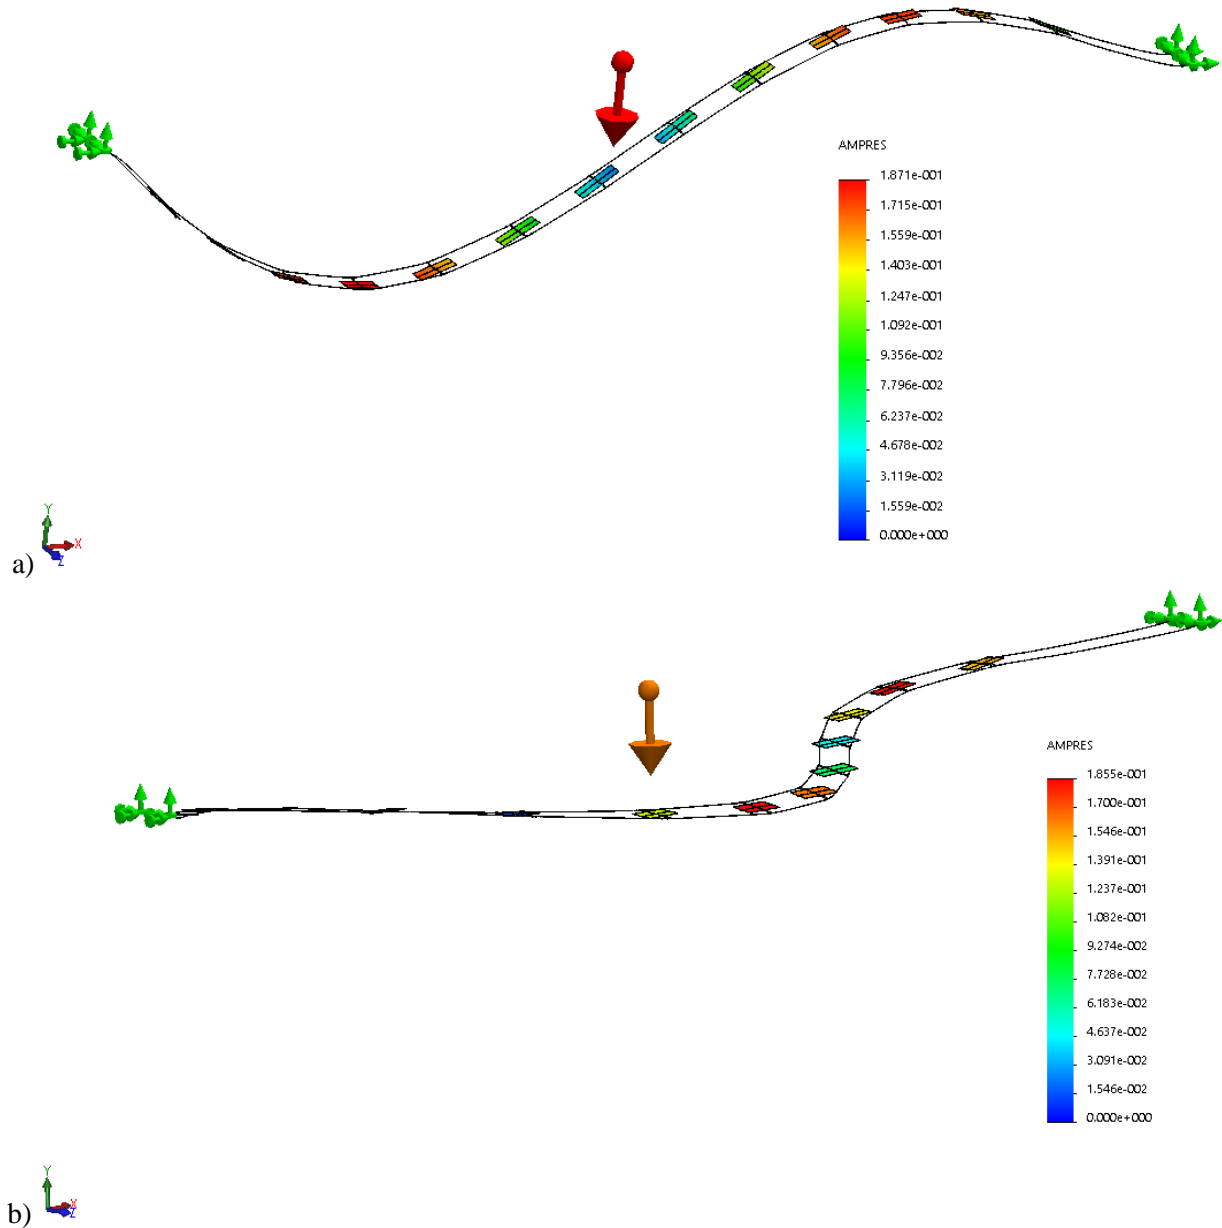 AMPRES
1.871e-001
1.715e-001
1.559e-001
1.403e-001
1.247e-001
1.092e-001
9.356e-002
7.796e-002
6.237e-002
4.678e-002
3.119e-002
1.559e-002
0.000e+000
Y
X
Z
a)
AMPRES
1.855e-001
1.700e-001
1.546e-001
1.391e-001
1.237e-001
1.082e-001
9.274e-002
7.728e-002
6.183e-002
4.637e-002
3.091e-002
1.546e-002
0.000e+000
Y
X
Z
b)